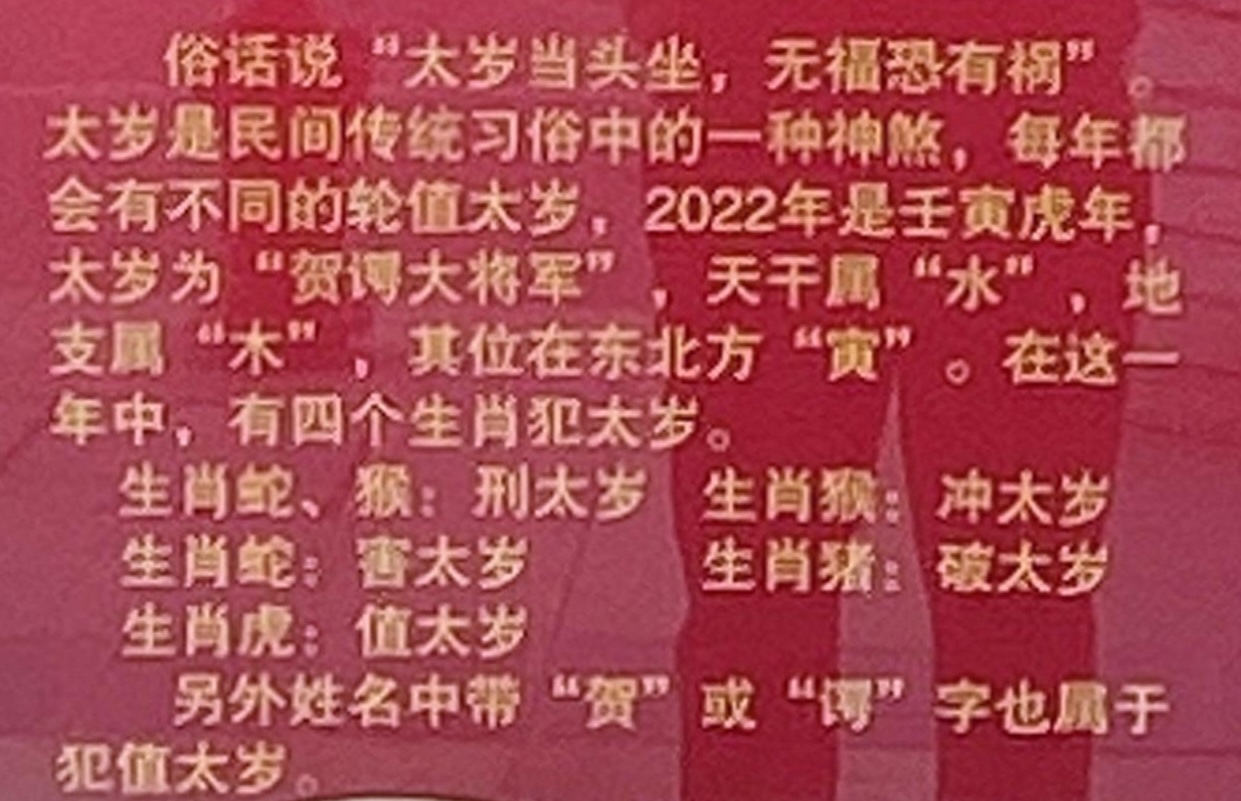 俗话说“太岁当头坐，无福恐有祸”。
太岁是民间传统习俗中的一种神煞，每年都
会有不同的轮值太岁，2022年是壬寅虎年，
太岁为“贺谔大将军”，天干属“水”，地
支属“木”，其位在东北方“寅”。在这一
年中，有四个生肖犯太岁。
生肖蛇、猴：刑太岁 生肖猴：冲太岁
生肖蛇：害太岁 生肖猪：破太岁
生肖虎：值太岁
另外姓名中带“贺”或“谔”字也属于
犯值太岁。